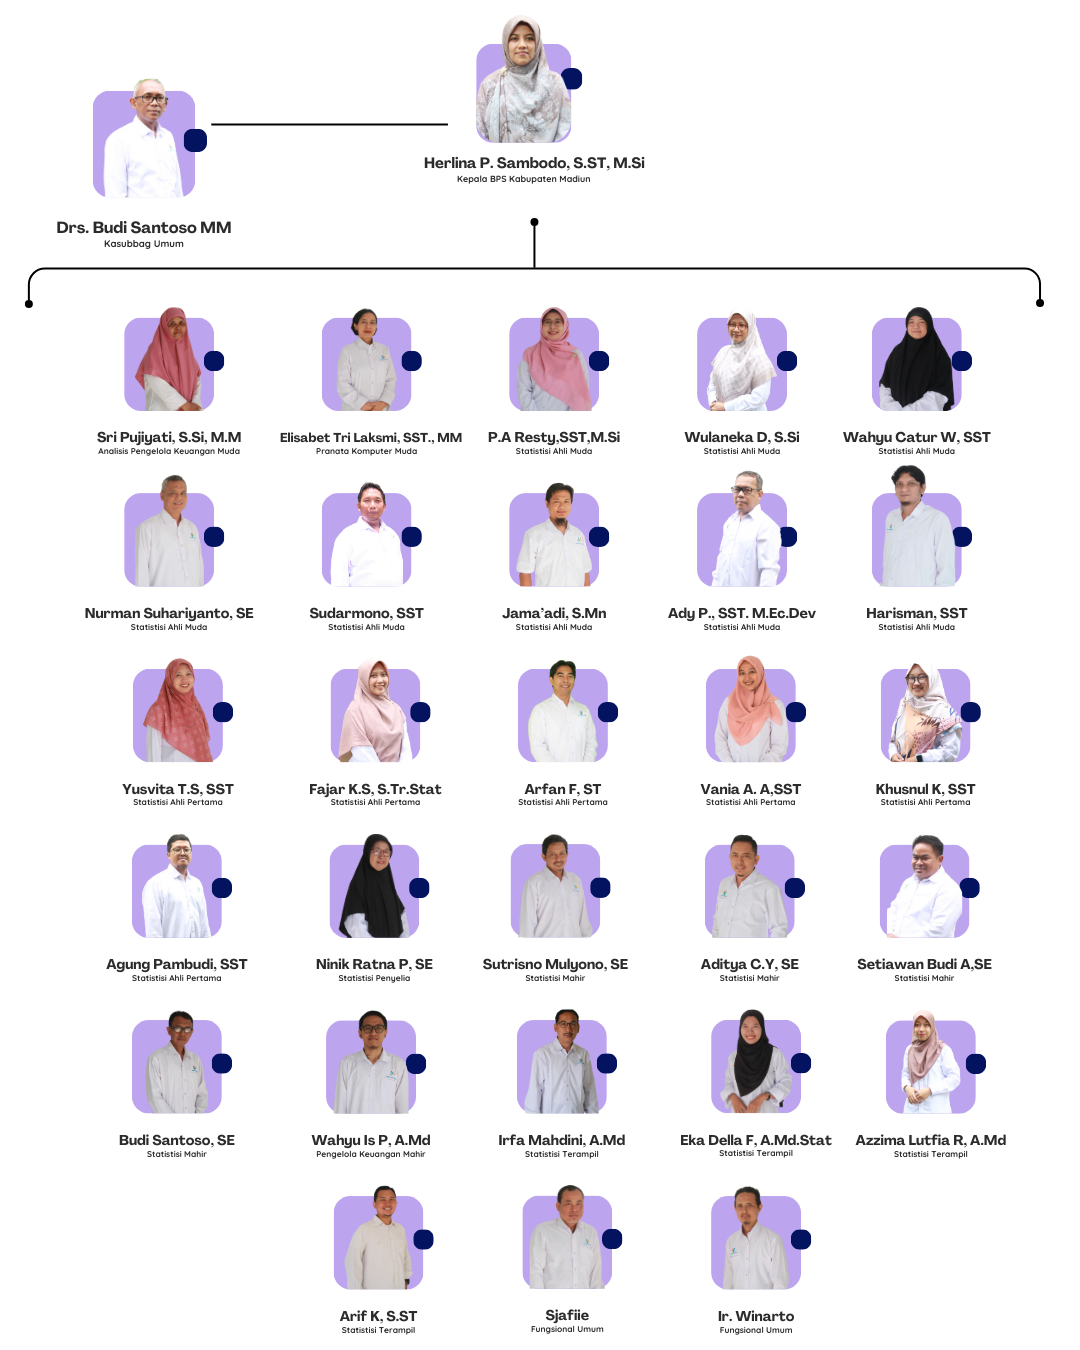 Herlina P. Sambodo, S.ST, M.Si
Kepala BPS Kabupaten Madiun
Drs. Budi Santoso MM
Kasubbag Umum
Sri Pujiyati, S.Si, M.M
Analisis Pengelola Keuangan Muda
Elisabet Tri Laksmi, SST., MM
Pranata Komputer Muda
P.A Resty,SST,M.Si
Statistisi Ahli Muda
Wulaneka D, S.Si
Statistisi Ahli Muda
Wahyu Catur W, SST
Statistisi Ahli Muda
Nurman Suhariyanto, SE
Statistisi Ahli Muda
Sudarmono, SST
Statistisi Ahli Muda
Jama'adi, S.Mn
Statistisi Ahli Muda
Ady P., SST. M.Ec.Dev
Statistisi Ahli Muda
Harisman, SST
Statistisi Ahli Muda
Yusvita T.S, SST
Statistisi Ahli Pertama
Fajar K.S, S.Tr.Stat
Statistisi Ahli Pertama
Arfan F, ST
Statistisi Ahli Pertama
Vania A. A,SST
Statistisi Ahli Pertama
Khusnul K, SST
Statistisi Ahli Pertama
Agung Pambudi, SST
Statistisi Ahli Pertama
Ninik Ratna P, SE
Statistisi Penyelia
Sutrisno Mulyono, SE
Statistisi Mahir
Aditya C.Y, SE
Statistisi Mahir
Setiawan Budi A,SE
Statistisi Mahir
Budi Santoso, SE
Statistisi Mahir
Wahyu Is P, A.Md
Pengelola Keuangan Mahir
Irfa Mahdini, A.Md
Statistisi Terampil
Eka Della F, A.Md.Stat
Statistisi Terampil
Azzima Lutfia R, A.Md
Statistisi Terampil
Arif K, S.ST
Statistisi Terampil
Sjafiie
Fungsional Umum
Ir. Winarto
Fungsional Umum